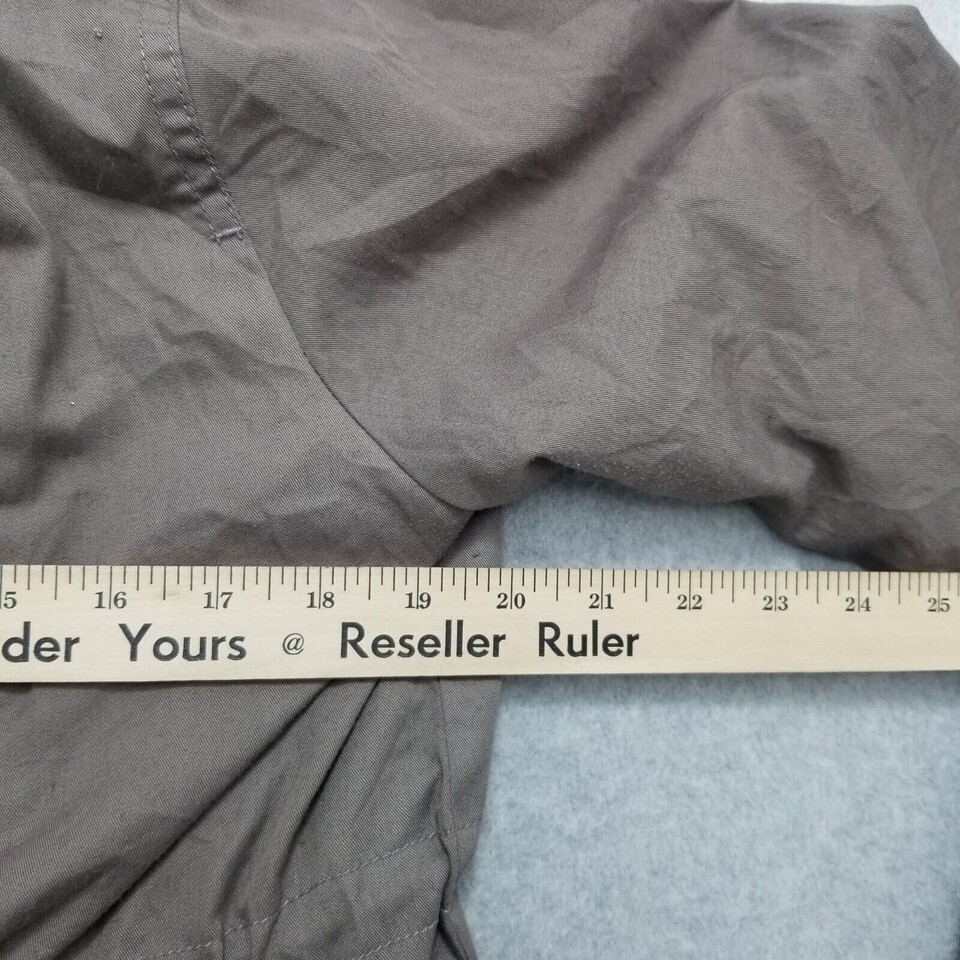 5 16 17 18 19 20 21 22 23 24 25
der Yours @ Reseller Ruler